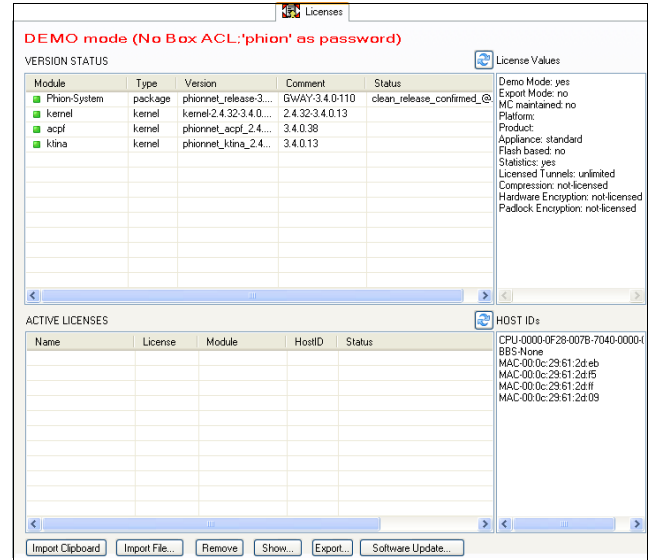 Licenses
DEMO mode (No Box ACL;'phion' as password)
VERSION STATUS
Module Type Version Comment Status
Phion-System package phionnet_release-3.... GWAY-3.4.0-110 clean_release_confirmed_@
kernel kernel kernel-2.4.32-3.4.0.... 2.4.32-3.4.0.13
acpf kernel phionnet_acpf_2.4.... 3.4.0.38
ktina kernel phionnet_ktina_2.4... 3.4.0.13
License Values
Demo Mode: yes
Export Mode: no
MC maintained: no
Platform:
Product:
Appliance: standard
Flash based: no
Statistics: yes
Licensed Tunnels: unlimited
Compression: not-licensed
Hardware Encryption: not-licensed
Padlock Encryption: not-licensed
ACTIVE LICENSES
Name License Module HostID Status
HOST IDs
CPU-0000-0F28-007B-7040-0000-(
BBS-None
MAC-00:0c:29:61:2d:eb
MAC-00:0c:29:61:2d:f5
MAC-00:0c:29:61:2d:ff
MAC-00:0c:29:61:2d:09
Import Clipboard Import File... Remove Show... Export... Software Update...